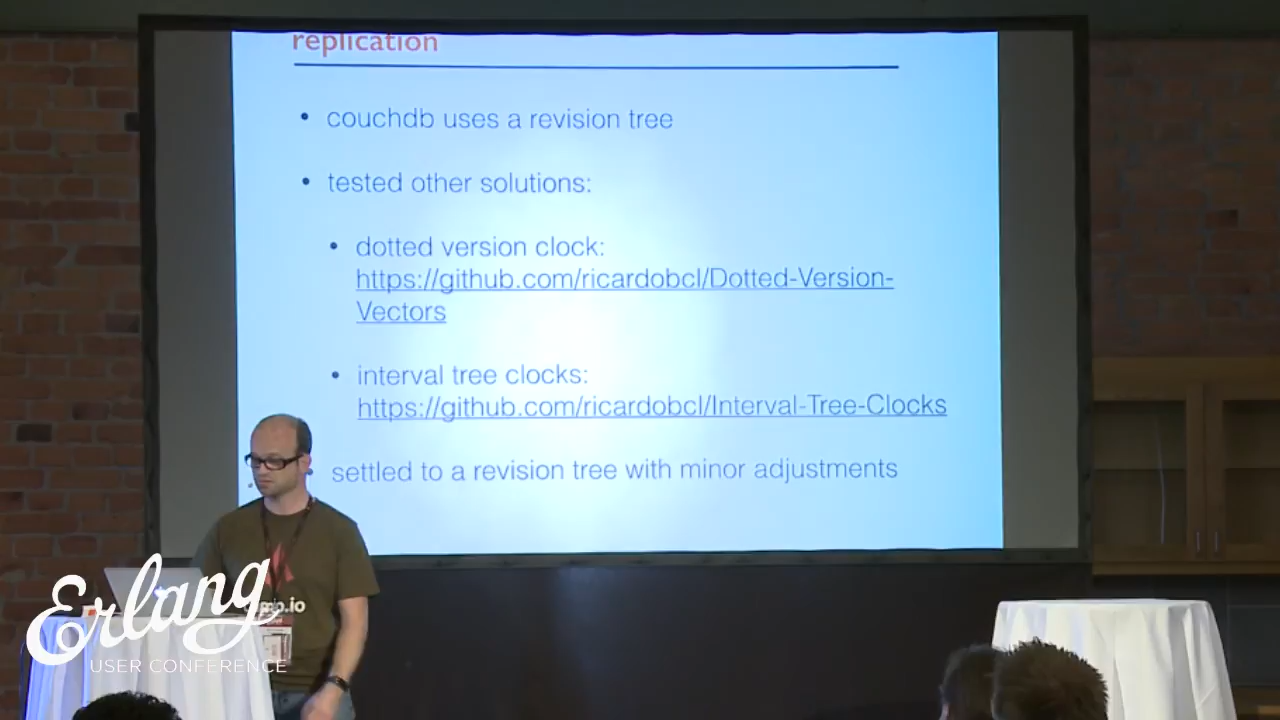 replication
• couchdb uses a revision tree
• tested other solutions:
• dotted version clock:
https://github.com/ricardobcl/Dotted-Version-
Vectors
• interval tree clocks:
https://github.com/ricardobcl/Interval-Tree-Clocks
settled to a revision tree with minor adjustments
Erlang
USER CONFERENCE